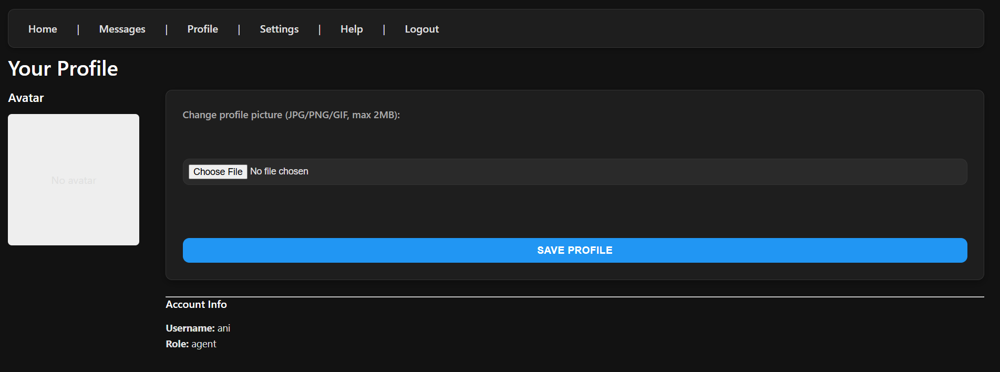 Home | Messages | Profile | Settings | Help | Logout
Your Profile
Avatar
No avatar
Change profile picture (JPG/PNG/GIF, max 2MB):
Choose File No file chosen
SAVE PROFILE
Account Info
Username: ani
Role: agent